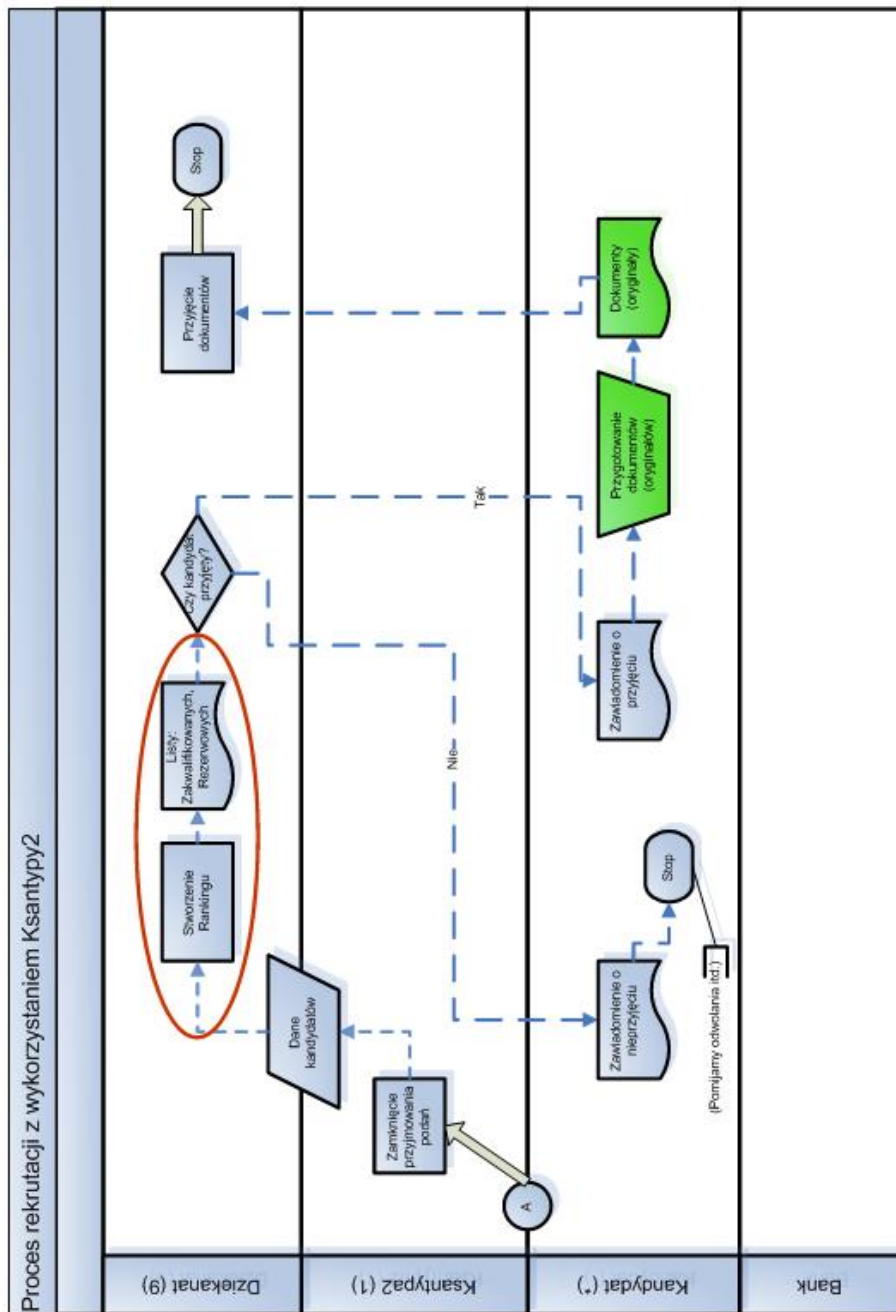 Proces rekrutacji z wykorzystaniem Ksantypy2
Dziekanat (9)
Stworzenie
Rankingu
Listy:
Zakwalifikowanych,
Rezerwowych
Czy kandydat
przyjęty?
Przyjęcie
dokumentów
Stop
Ksantypa2 (1)
Dane
kandydatów
Zamknięcie
przyjmowania
podań
Nie
Tak
Kandydat (*)
A
Zawiadomienie o
nieprzyjęciu
Stop
(Pomijamy odwołania itd.)
Zawiadomienie o
przyjęciu
Przygotowanie
dokumentów
(oryginałów)
Dokumenty
(oryginały)
Bank